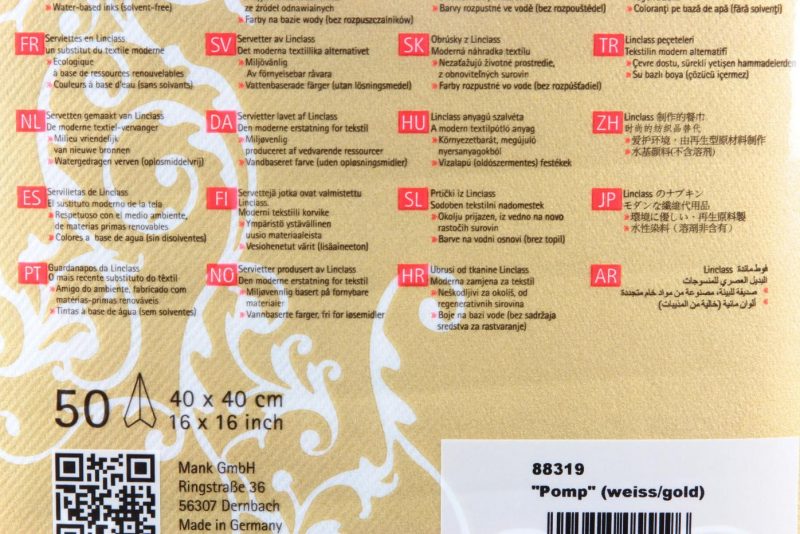 » Water-based inks (solvent-free)
ze źródeł odnawialnych
» Farby na bazie wody (bez rozpuszczalników)
» Barvy rozpustné ve vodě (bez rozpouštědel)
» Coloranţi pe bază de apă (fără solvenţi)
FR Serviettes en Linclass
un substitut du textile moderne
» Écologique
à base de ressources renouvelables
» Couleurs à base d'eau (sans solvants)
SV Servetter av Linclass
Det moderna textillika alternativet
» Miljövänlig
Av förnyelsebar råvara
» Vattenbaserade färger (utan lösningsmedel)
SK Obrúsky z Linclass
Moderná náhradka textilu
» Nezaťažujú životné prostredie,
z obnoviteľných surovín
» Farby rozpustné vo vode (bez rozpúšťadiel)
TR Linclass peçeteleri
Tekstilin modern alternatifi
» Çevre dostu, sürekli yetişen hammaddelerden
» Su bazlı boya (çözücü içermez)
NL Servetten gemaakt van Linclass
De moderne textiel-vervanger
» Milieu vriendelijk
van nieuwe bronnen
» Watergedragen verven (oplosmiddelvrij)
DA Servietter lavet af Linclass
Den moderne erstatning for tekstil
» Miljøvenlig
produceret af vedvarende ressourcer
» Vandbaseret farve (uden opløsningsmidler)
HU Linclass anyagú szalvéta
A modern textilpótló anyag
» Környezetbarát, megújuló
nyersanyagokból
» Vízalapú (oldószermentes) festékek
ZH Linclass 制作的餐巾
时尚的纺织品替代
» 爱护环境，由再生型原材料制作
» 水基颜料(不含溶剂)
ES Servilletas de Linclass
El sustituto moderno de la tela
» Respetuoso con el medio ambiente,
de materias primas renovables
» Colores a base de agua (sin disolventes)
FI Servettejä jotka ovat valmistettu
Linclass.
Moderni tekstiili korvike
» Ympäristö ystävällinen
uusio materiaaleista
» Vesiohenetut värit (lisäaineeton)
SL Prtički iz Linclass
Sodoben tekstilni nadomestek
» Okolju prijazen, iz vedno na novo
rastočih surovin
» Barve na vodni osnovi (brez topil)
JP Linclass のナプキン
モダンな繊維代用品
» 環境に優しい・再生原料製
» 水性染料（溶剤非含有）
PT Guardanapos da Linclass
O mais recente substituto do têxtil
» Amigo do ambiente, fabricado com
matérias-primas renováveis
» Tintas à base de água (sem solventes)
NO Servietter produsert av Linclass
Den moderne erstatning for tekstil
» Miljøvennlig basert på fornybare
materialer
» Vannbaserte farger, fri for løsemidler
HR Ubrusi od tkanine Linclass
Moderna zamjena za tekstil
» Neškodljivi za okoliš, od
regenerativnih sirovina
» Boje na bazi vode (bez sadržaja
sredstva za rastvaranje)
AR فوط مائدة Linclass
البديل العصري للمنسوجات
» صديقة للبيئة، مصنوعة من مواد خام متجددة
» ألوان مائية (خالية من المذيبات)
50
40 x 40 cm
16 x 16 inch
Mank GmbH
Ringstraße 36
56307 Dernbach
Made in Germany
88319
"Pomp" (weiss/gold)